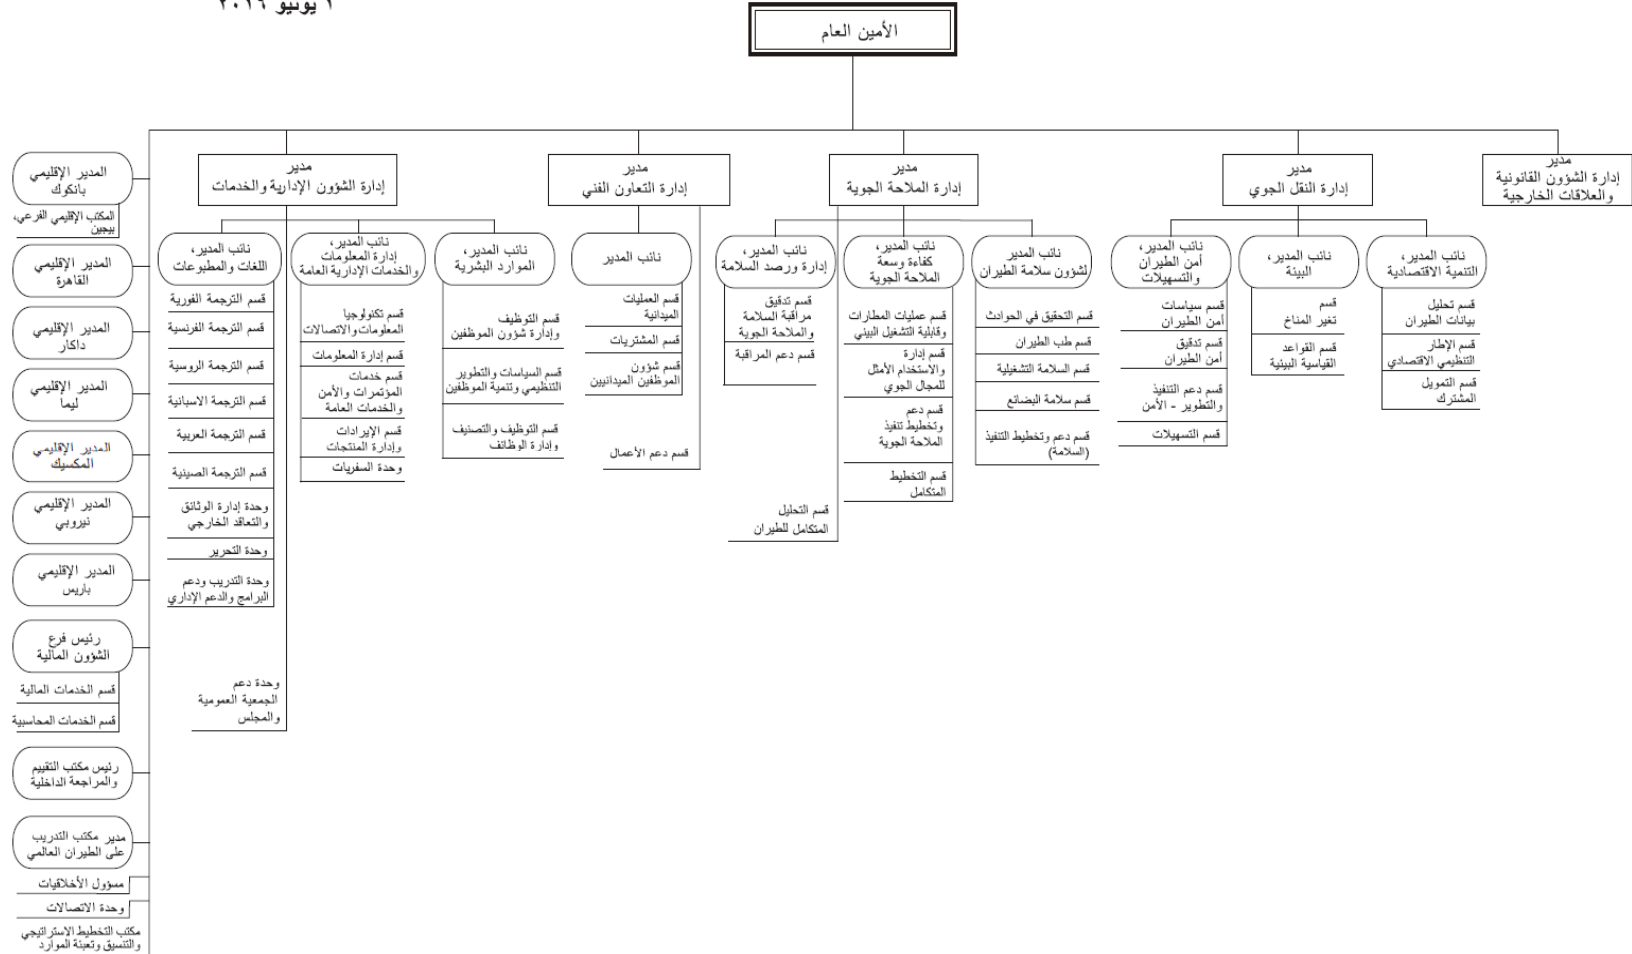 ١ يونيو ٢٠١٦
الأمين العام
مدير
إدارة الشؤون القانونية
والعلاقات الخارجية
مدير
إدارة النقل الجوي
نائب المدير،
التنمية الاقتصادية
قسم تحليل
بيانات الطيران
قسم الإطار
التنظيمي الاقتصادي
قسم التمويل
المشترك
نائب المدير،
البيئة
قسم
تغير المناخ
قسم القواعد
القياسية البيئية
نائب المدير،
أمن الطيران
والتسهيلات
قسم سياسات
أمن الطيران
قسم تدقيق
أمن الطيران
قسم دعم التنفيذ
والتطوير - الأمن
قسم التسهيلات
مدير
إدارة الملاحة الجوية
نائب المدير
لشؤون سلامة الطيران
قسم التحقيق في الحوادث
قسم طب الطيران
قسم السلامة التشغيلية
قسم سلامة البضائع
قسم دعم وتخطيط التنفيذ
(السلامة)
نائب المدير،
كفاءة وسعة
الملاحة الجوية
قسم عمليات المطارات
وقابلية التشغيل البيني
قسم إدارة
والاستخدام الأمثل
للمجال الجوي
قسم دعم
وتخطيط تنفيذ
الملاحة الجوية
قسم التخطيط
المتكامل
نائب المدير،
إدارة ورصد السلامة
قسم تدقيق
مراقبة السلامة
والملاحة الجوية
قسم دعم المراقبة
قسم التحليل
المتكامل للطيران
مدير
إدارة التعاون الفني
نائب المدير
قسم العمليات
الميدانية
قسم المشتريات
قسم شؤون
الموظفين الميدانيين
قسم دعم الأعمال
مدير
إدارة الشؤون الإدارية والخدمات
نائب المدير،
الموارد البشرية
قسم التوظيف
وإدارة شؤون الموظفين
قسم السياسات والتطوير
التنظيمي وتنمية الموظفين
قسم التوظيف والتصنيف
وإدارة الوظائف
نائب المدير،
إدارة المعلومات
والخدمات الإدارية العامة
قسم تكنولوجيا
المعلومات والاتصالات
قسم إدارة المعلومات
قسم خدمات
المؤتمرات والأمن
والخدمات العامة
قسم الإيرادات
وإدارة المنتجات
وحدة السفريات
نائب المدير،
اللغات والمطبوعات
قسم الترجمة الفورية
قسم الترجمة الفرنسية
قسم الترجمة الروسية
قسم الترجمة الاسبانية
قسم الترجمة العربية
قسم الترجمة الصينية
وحدة إدارة الوثائق
والتعاقد الخارجي
وحدة التحرير
وحدة التدريب ودعم
البرامج والدعم الإداري
وحدة دعم
الجمعية العمومية
والمجلس
المدير الإقليمي
بانكوك
المكتب الإقليمي الفرعي،
بيجين
المدير الإقليمي
القاهرة
المدير الإقليمي
داكار
المدير الإقليمي
ليما
المدير الإقليمي
المكسيك
المدير الإقليمي
نيروبي
المدير الإقليمي
باريس
رئيس فرع
الشؤون المالية
قسم الخدمات المالية
قسم الخدمات المحاسبية
رئيس مكتب التقييم
والمراجعة الداخلية
مدير مكتب التدريب
على الطيران العالمي
مسؤول الأخلاقيات
وحدة الاتصالات
مكتب التخطيط الاستراتيجي
والتنسيق وتعبئة الموارد